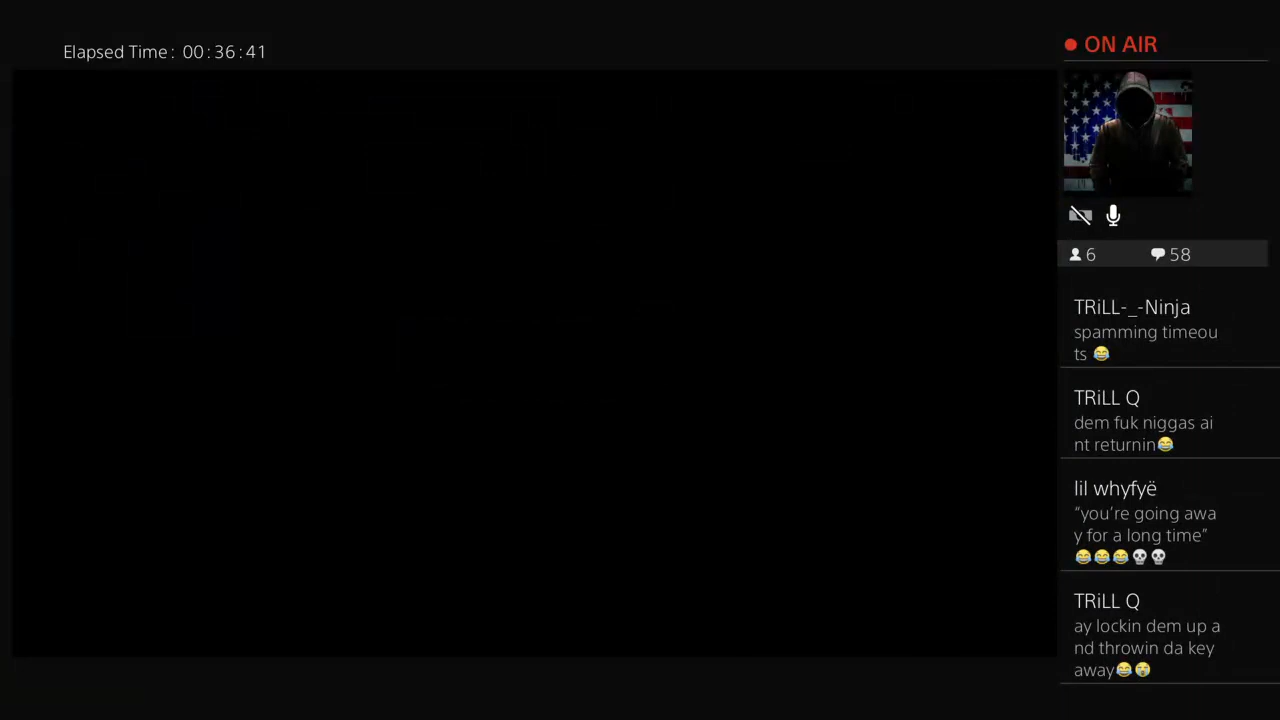 Elapsed Time: 00:36:41
ON AIR
6 58
TRiLL-_-Ninja
spamming timeou
ts 😂
TRiLL Q
dem fuk niggas ai
nt returnin😂
lil whyfyë
“you’re going awa
y for a long time”
😂😂😂💀💀
TRiLL Q
ay lockin dem up a
nd throwin da key
away😂😭